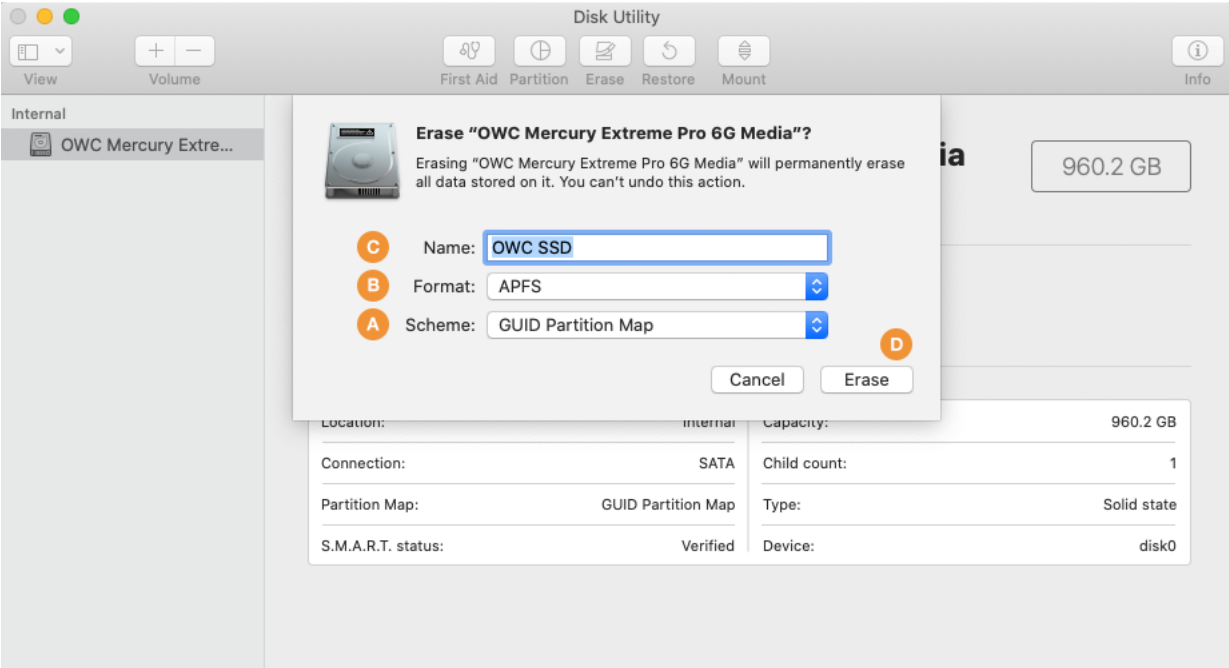 Disk Utility
View
Volume
First Aid
Partition
Erase
Restore
Mount
Info
Internal
OWC Mercury Extre...
ia
960.2 GB
Erase “OWC Mercury Extreme Pro 6G Media”?
Erasing “OWC Mercury Extreme Pro 6G Media” will permanently erase
all data stored on it. You can’t undo this action.
C Name: OWC SSD
B Format: APFS
A Scheme: GUID Partition Map
D
Cancel Erase
Location: Internal Capacity: 960.2 GB
Connection: SATA Child count: 1
Partition Map: GUID Partition Map Type: Solid state
S.M.A.R.T. status: Verified Device: disk0